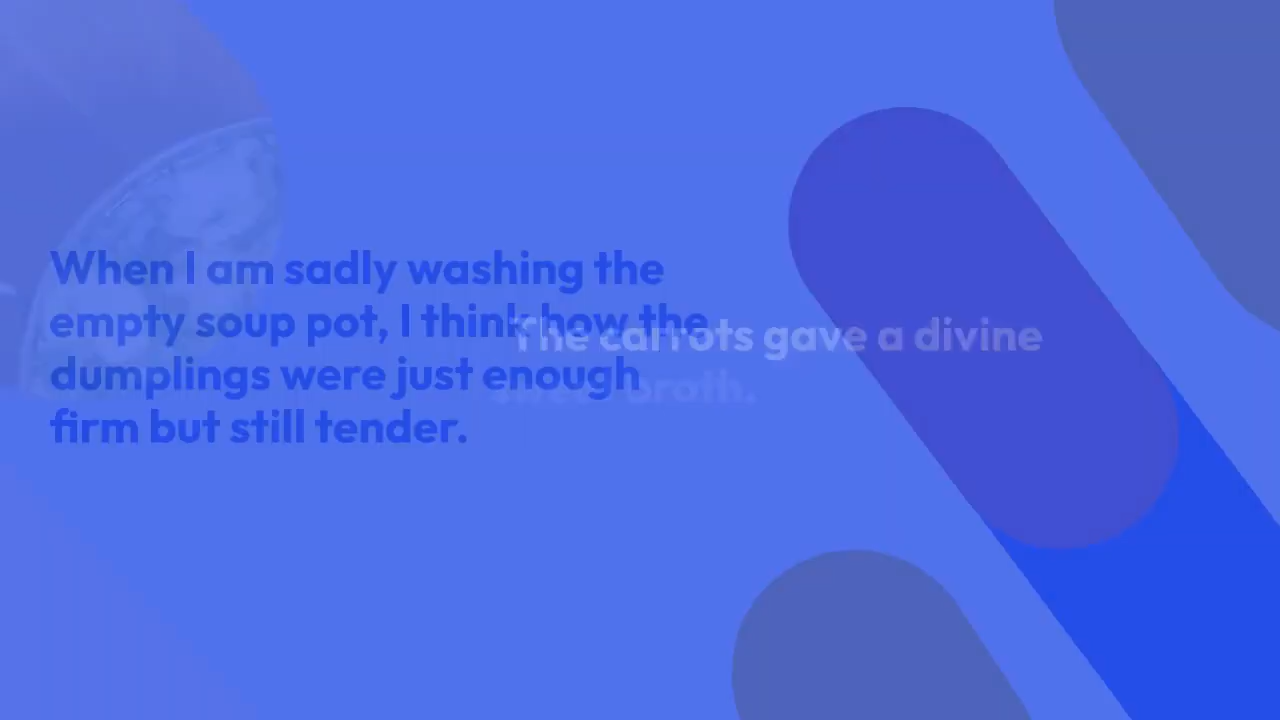 When I am sadly washing the
empty soup pot, I think how the
dumplings were just enough
firm but still tender.
The carrots gave a divine
broth.